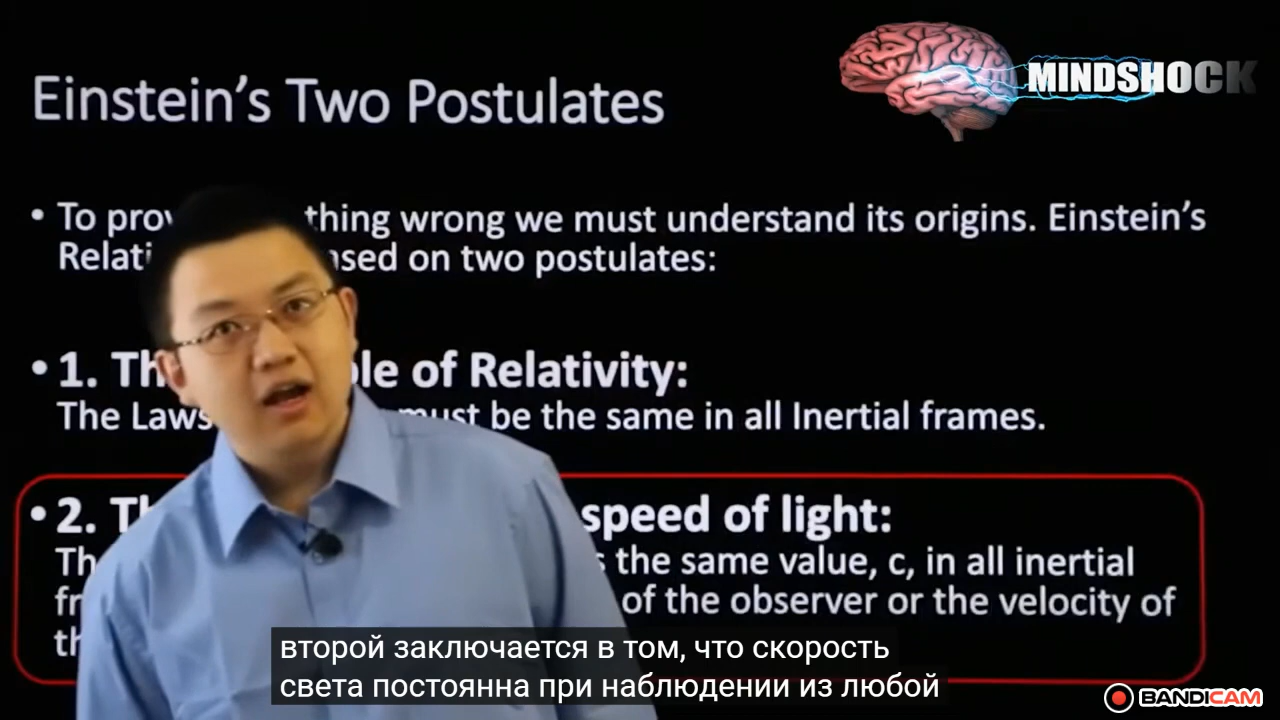 MINDSHOCK
Einstein's Two Postulates
• To prov thing wrong we must understand its origins. Einstein's
Relati ased on two postulates:
• 1. Th ple of Relativity:
The Laws must be the same in all Inertial frames.
• 2. Th speed of light:
Th the same value, c, in all inertial
fr of the observer or the velocity of
th
второй заключается в том, что скорость
света постоянна при наблюдении из любой
BANDICAM